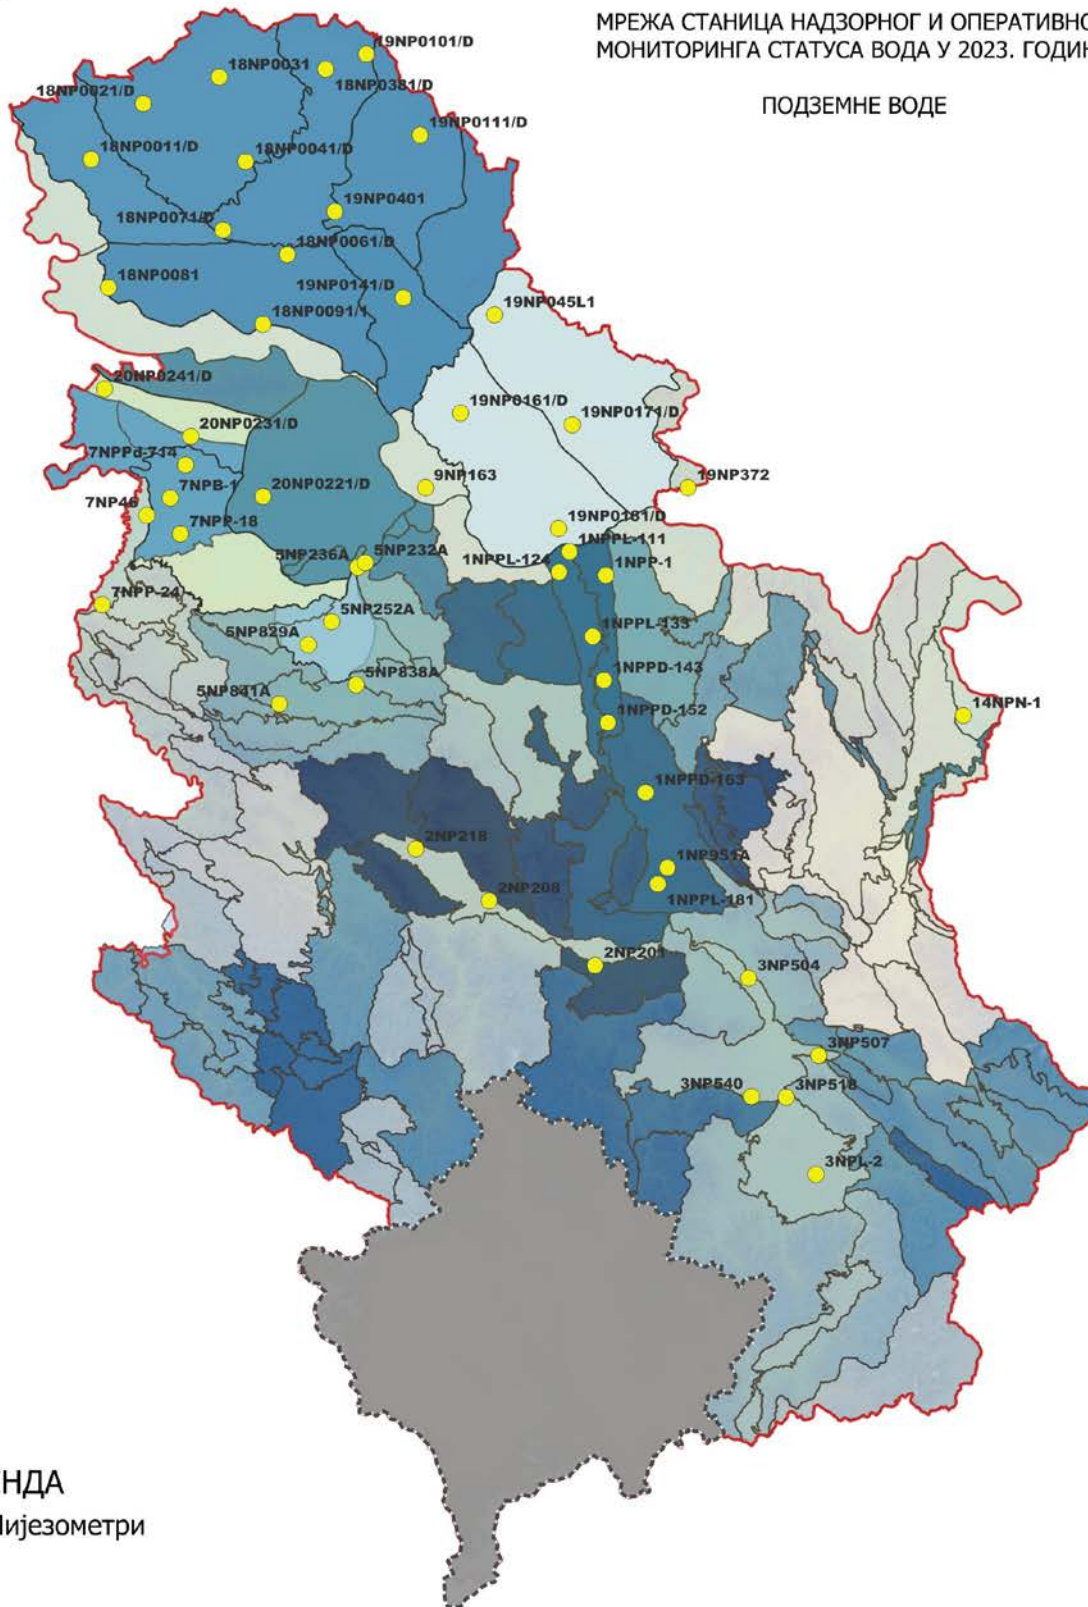 МРЕЖА СТАНИЦА НАДЗОРНОГ И ОПЕРАТИВНО
МОНИТОРИНГА СТАТУСА ВОДА У 2023. ГОДИН
ПОДЗЕМНЕ ВОДЕ
19NP0101/D
18NP0031
18NP0381/D
18NP0021/D
19NP0111/D
18NP0011/D
18NP0041/D
19NP0401
18NP0071/D
18NP0061/D
18NP0081
19NP0141/D
18NP0091/1
19NP045L1
20NP0241/D
19NP0161/D
19NP0171/D
20NP0231/D
7NPPd-714
9NP163
19NP372
7NPB-1
20NP0221/D
7NP46
7NPP-18
19NP0181/D
1NPPL-111
5NP232A
5NP236A
1NPPL-124
1NPP-1
7NPP-24
5NP252A
5NP829A
1NPPL-133
5NP838A
1NPPD-143
5NP841A
14NPN-1
1NPPD-152
1NPPD-163
2NP218
1NP951A
2NP208
1NPPL-181
2NP201
3NP504
3NP507
3NP540
3NP518
3NPL-2
НДА
Пијезометри